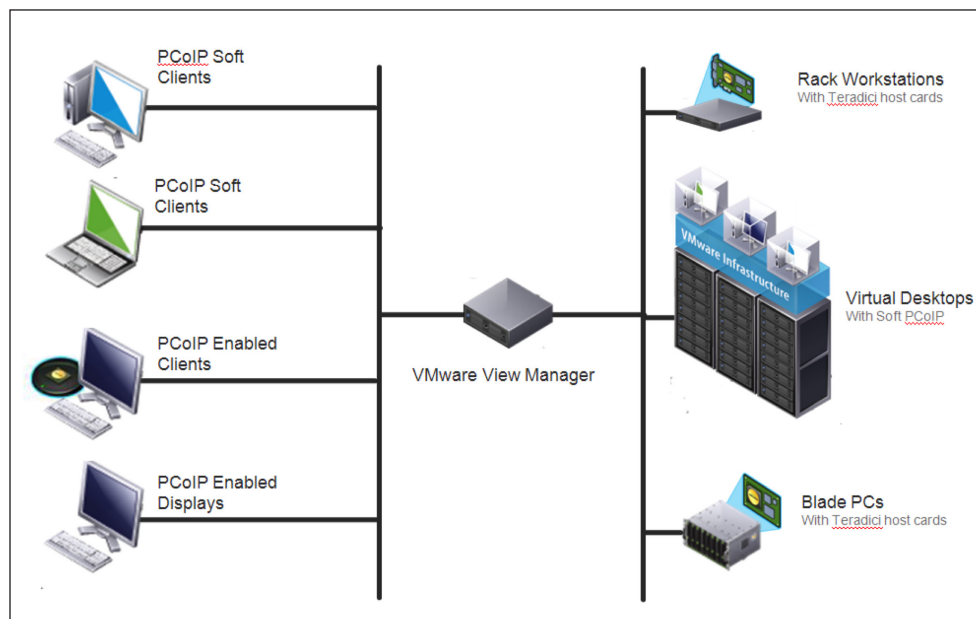 PCoIP Soft
Clients
PCoIP Soft
Clients
PCoIP Enabled
Clients
PCoIP Enabled
Displays
VMware View Manager
Rack Workstations
With Teradici host cards
VMware Infrastructure
Virtual Desktops
With Soft PCoIP
Blade PCs
With Teradici host cards